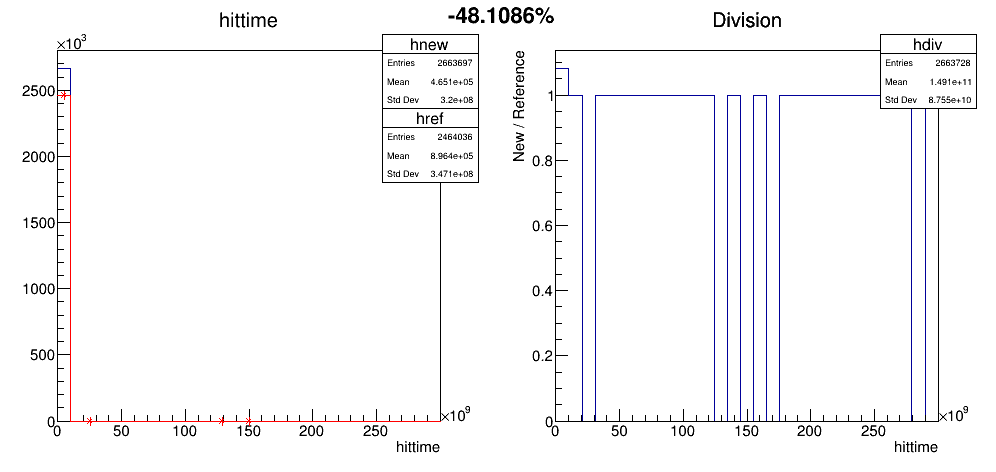 -48.1086%
hittime
×10³
hnew
Entries 2663697
Mean 4.651e+05
Std Dev 3.2e+08
href
Entries 2464036
Mean 8.964e+05
Std Dev 3.471e+08
2500
2000
1500
1000
500
0
0 50 100 150 200 250
×10⁹
hittime
Division
hdiv
Entries 2663728
Mean 1.491e+11
Std Dev 8.755e+10
New / Reference
1
0.8
0.6
0.4
0.2
0
0 50 100 150 200 250
×10⁹
hittime